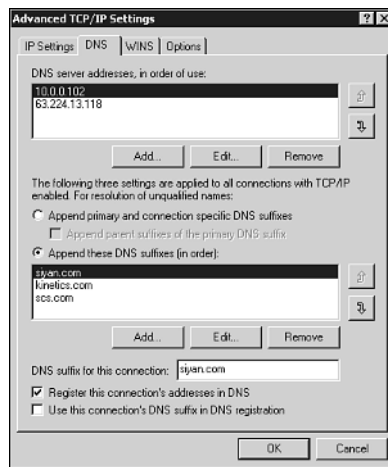 Advanced TCP/IP Settings
IP Settings DNS WINS Options
DNS server addresses, in order of use:
10.0.0.102
63.224.13.118
Add... Edit... Remove
The following three settings are applied to all connections with TCP/IP
enabled. For resolution of unqualified names:
Append primary and connection specific DNS suffixes
Append parent suffixes of the primary DNS suffix
Append these DNS suffixes (in order):
siyan.com
kinetics.com
scs.com
Add... Edit... Remove
DNS suffix for this connection: siyan.com
Register this connection's addresses in DNS
Use this connection's DNS suffix in DNS registration
OK Cancel